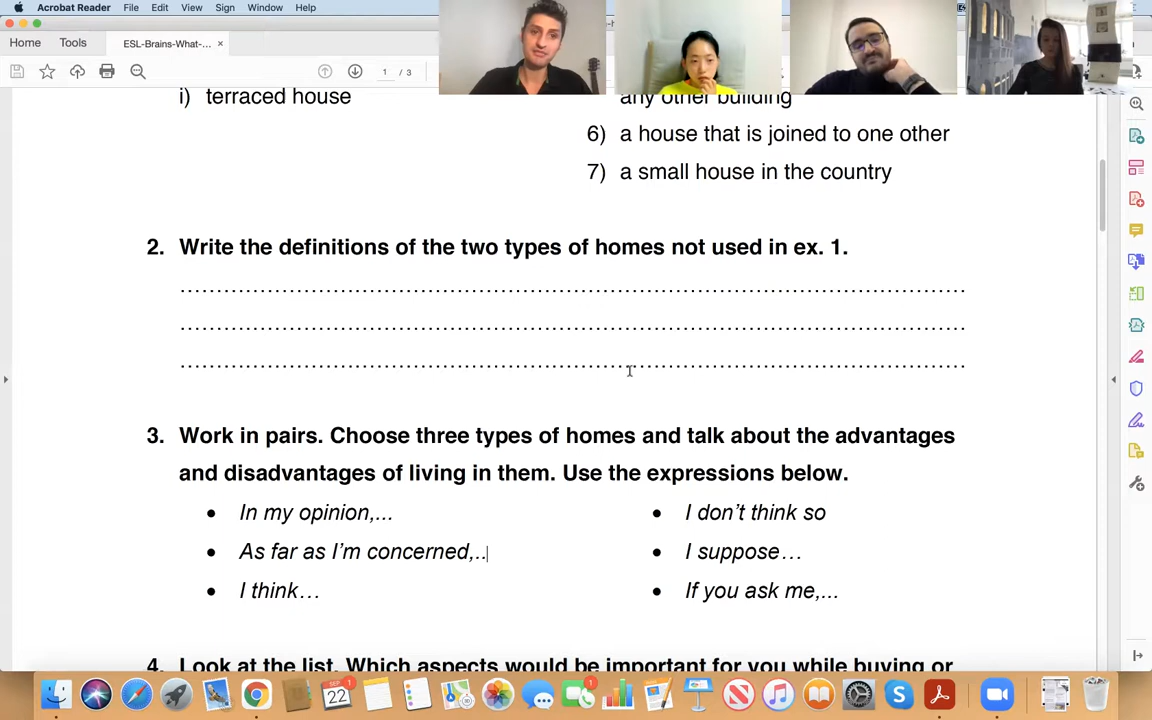 Acrobat Reader File Edit View Sign Window Help
Home Tools ESL-Brains-What-... ×
1 / 3
i) terraced house
any other building
6) a house that is joined to one other
7) a small house in the country
2. Write the definitions of the two types of homes not used in ex. 1.
3. Work in pairs. Choose three types of homes and talk about the advantages
and disadvantages of living in them. Use the expressions below.
• In my opinion,...
• As far as I'm concerned,..
• I think…
• I don't think so
• I suppose…
• If you ask me,...
4. Look at the list. Which aspects would be important for you while buying or
SEP 1
22
1